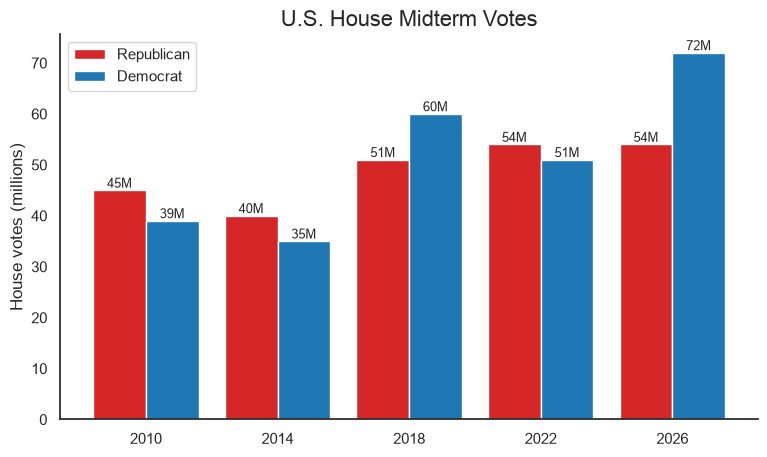 U.S. House Midterm Votes
Republican
Democrat
House votes (millions)
70
60
50
40
30
20
10
0
45M
39M
40M
35M
51M
60M
54M
51M
54M
72M
2010
2014
2018
2022
2026